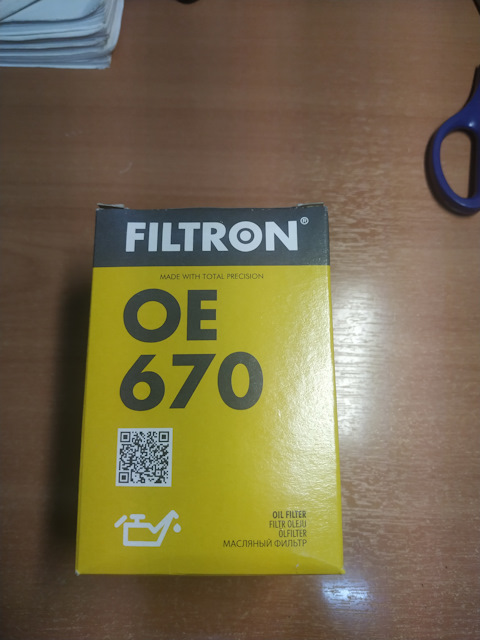 FILTRON®
MADE WITH TOTAL PRECISION
OE
670
OIL FILTER
FILTR OLEJU
ÖLFILTER
МАСЛЯНЫЙ ФИЛЬТР